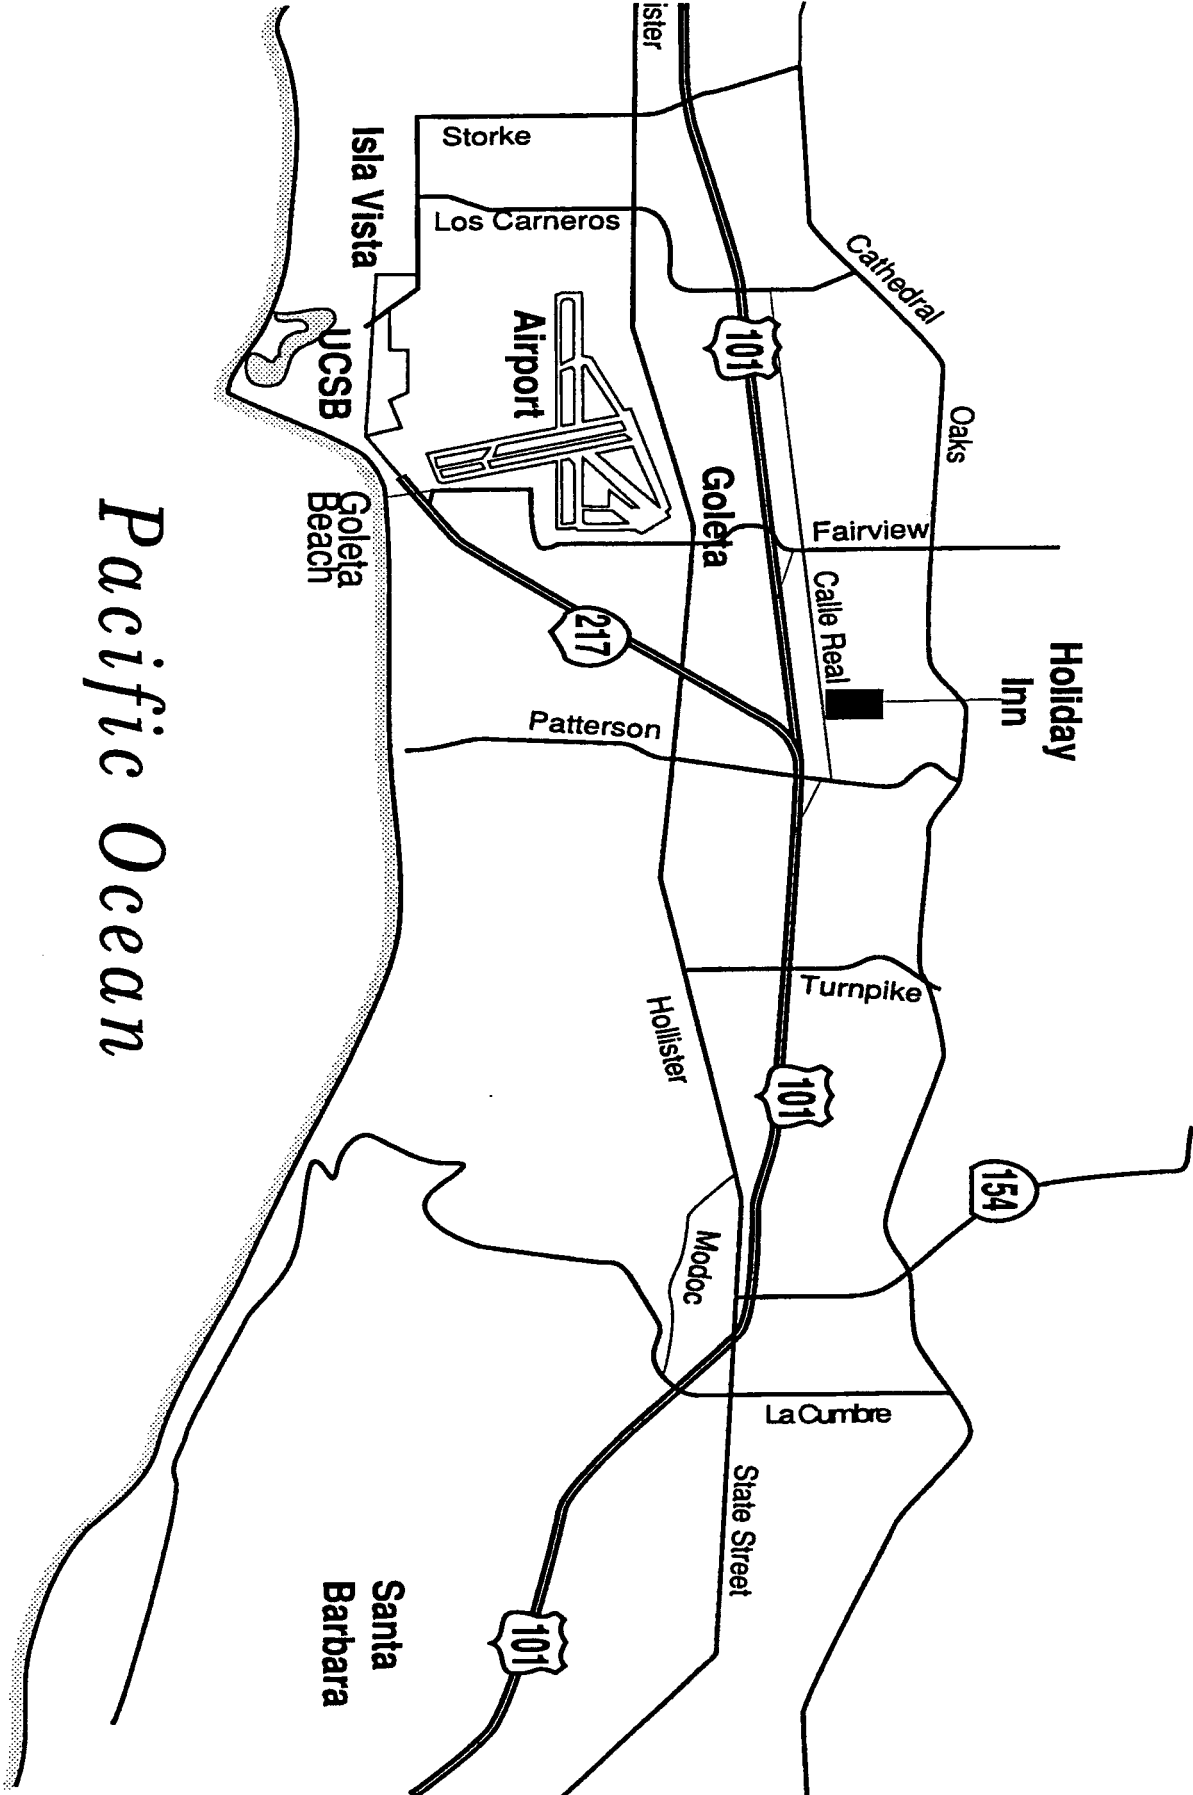 Holiday
Inn
154
Cathedral
Oaks
Fairview
Calle Real
Turnpike
La Cumbre
101
101
Goleta
State Street
ister
Storke
Los Carneros
Airport
217
Patterson
Hollister
Modoc
101
Isla Vista
UCSB
Goleta
Beach
Santa
Barbara
Pacific Ocean